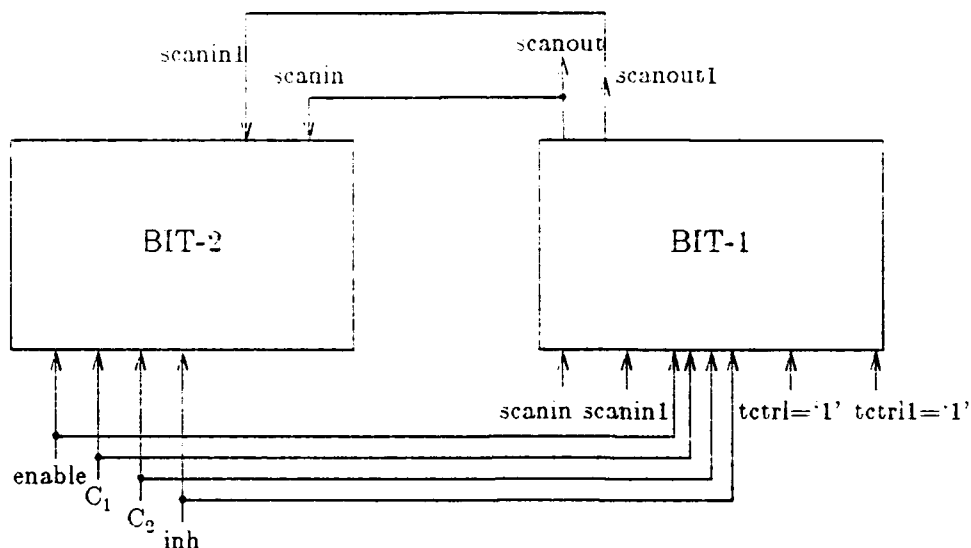 scanin1
scanout
scanin
scanout1
BIT-2
BIT-1
scanin scanin1
tctrl='1' tctrl1='1'
enable
C1
C2
inh